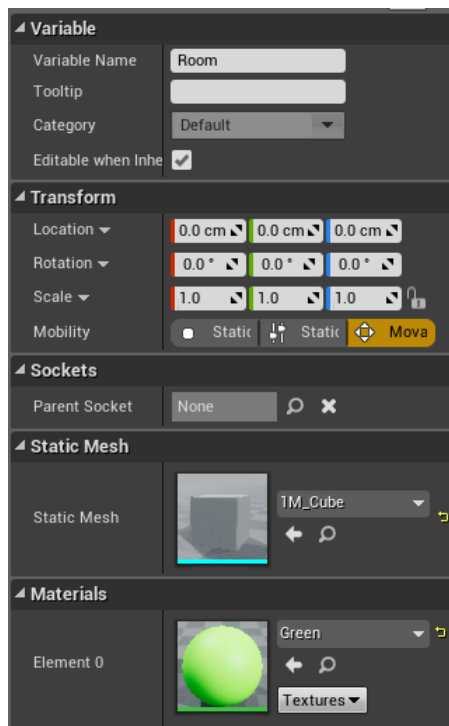 Variable
Variable Name Room
Tooltip
Category Default
Editable when Inhe
Transform
Location 0.0 cm 0.0 cm 0.0 cm
Rotation 0.0 ° 0.0 ° 0.0 °
Scale 1.0 1.0 1.0
Mobility Static Static Mova
Sockets
Parent Socket None
Static Mesh
1M_Cube
Static Mesh
Materials
Green
Element 0
Textures